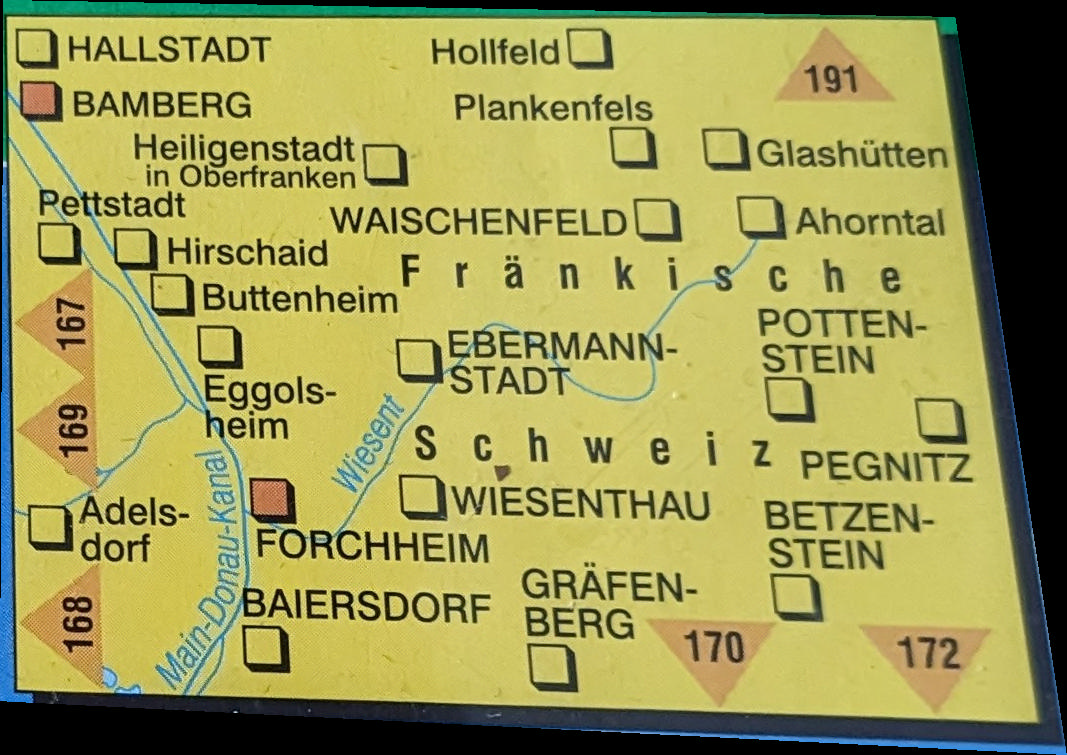 HALLSTADT
Hollfeld
191
BAMBERG
Plankenfels
Heiligenstadt
in Oberfranken
Glashütten
Pettstadt
WAISCHENFELD
Ahorntal
Hirschaid
Fränkische
Buttenheim
167
EBERMANN-
STADT
POTTEN-
STEIN
Eggols-
heim
169
Wiesent
Schweiz
PEGNITZ
Adels-
dorf
Main-Donau-Kanal
FORCHHEIM
WIESENTHAU
BETZEN-
STEIN
168
BAIERSDORF
GRÄFEN-
BERG
170
172